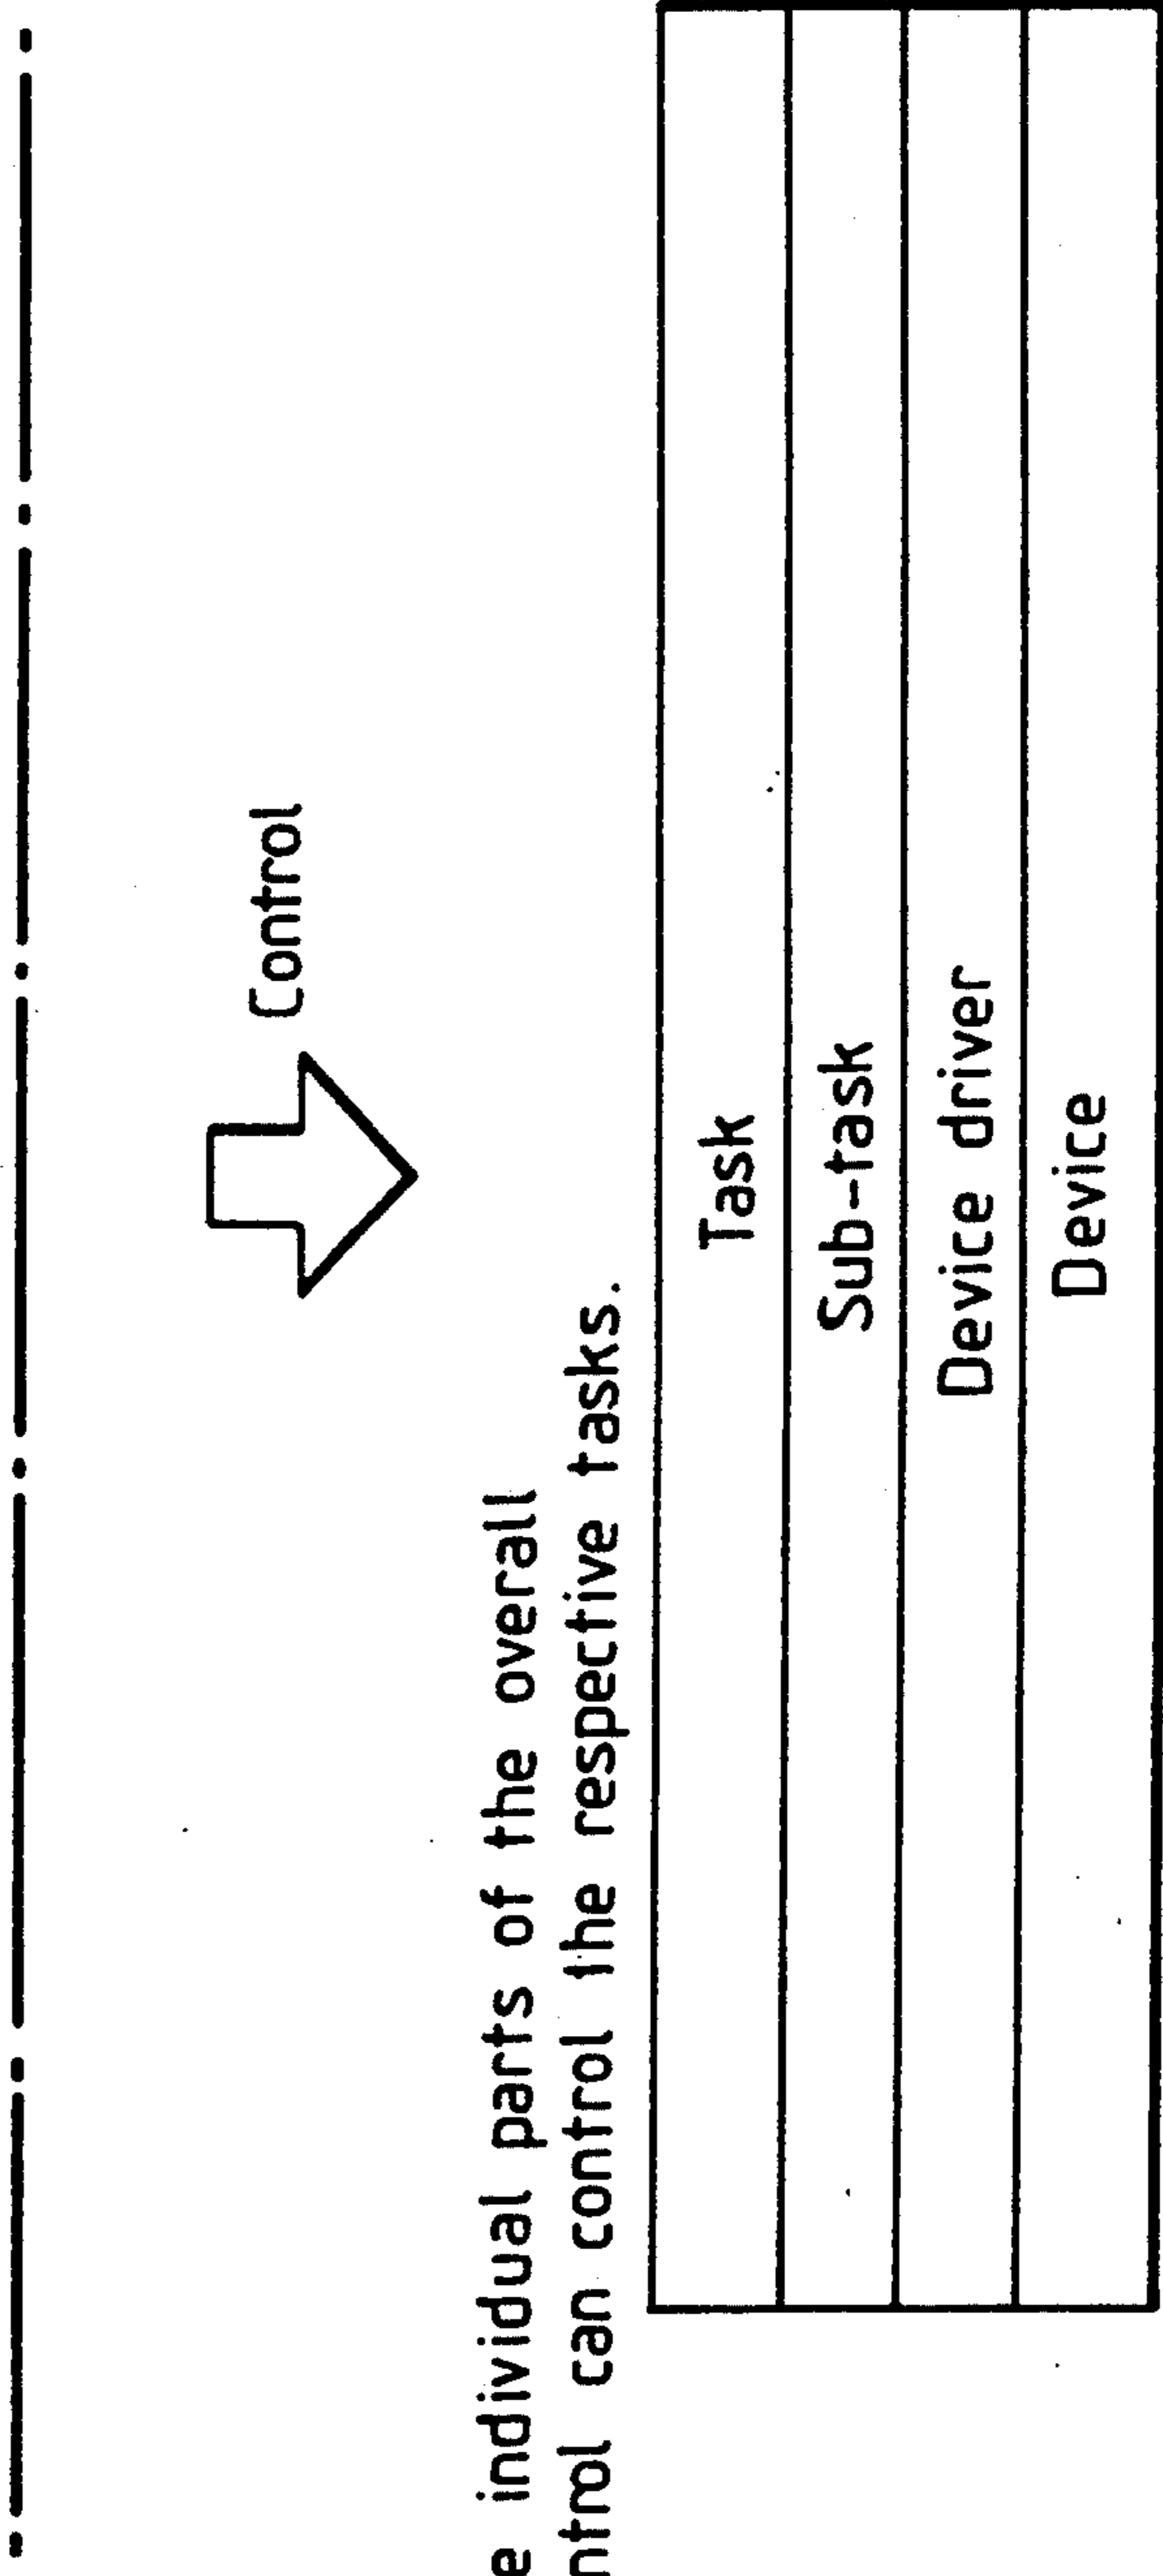 Control
e individual parts of the overall
ntrol can control the respective tasks.
Task
Sub-task
Device driver
Device